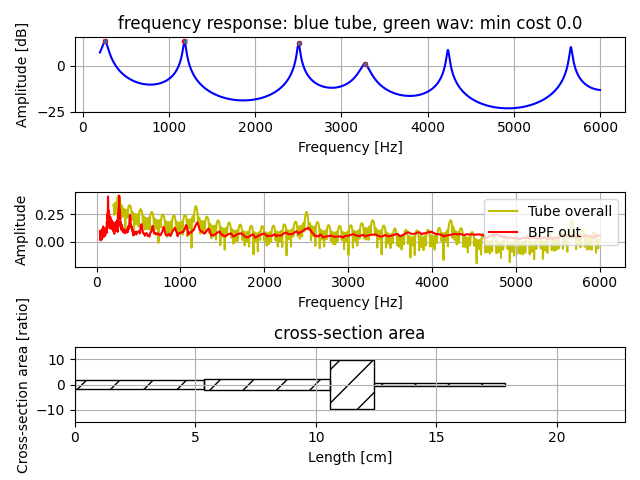 frequency response: blue tube, green wav: min cost 0.0
Amplitude [dB]
0
−25
0 1000 2000 3000 4000 5000 6000
Frequency [Hz]
Amplitude
0.25
0.00
Tube overall
BPF out
0 1000 2000 3000 4000 5000 6000
Frequency [Hz]
cross-section area
Cross-section area [ratio]
10
0
−10
0 5 10 15 20
Length [cm]